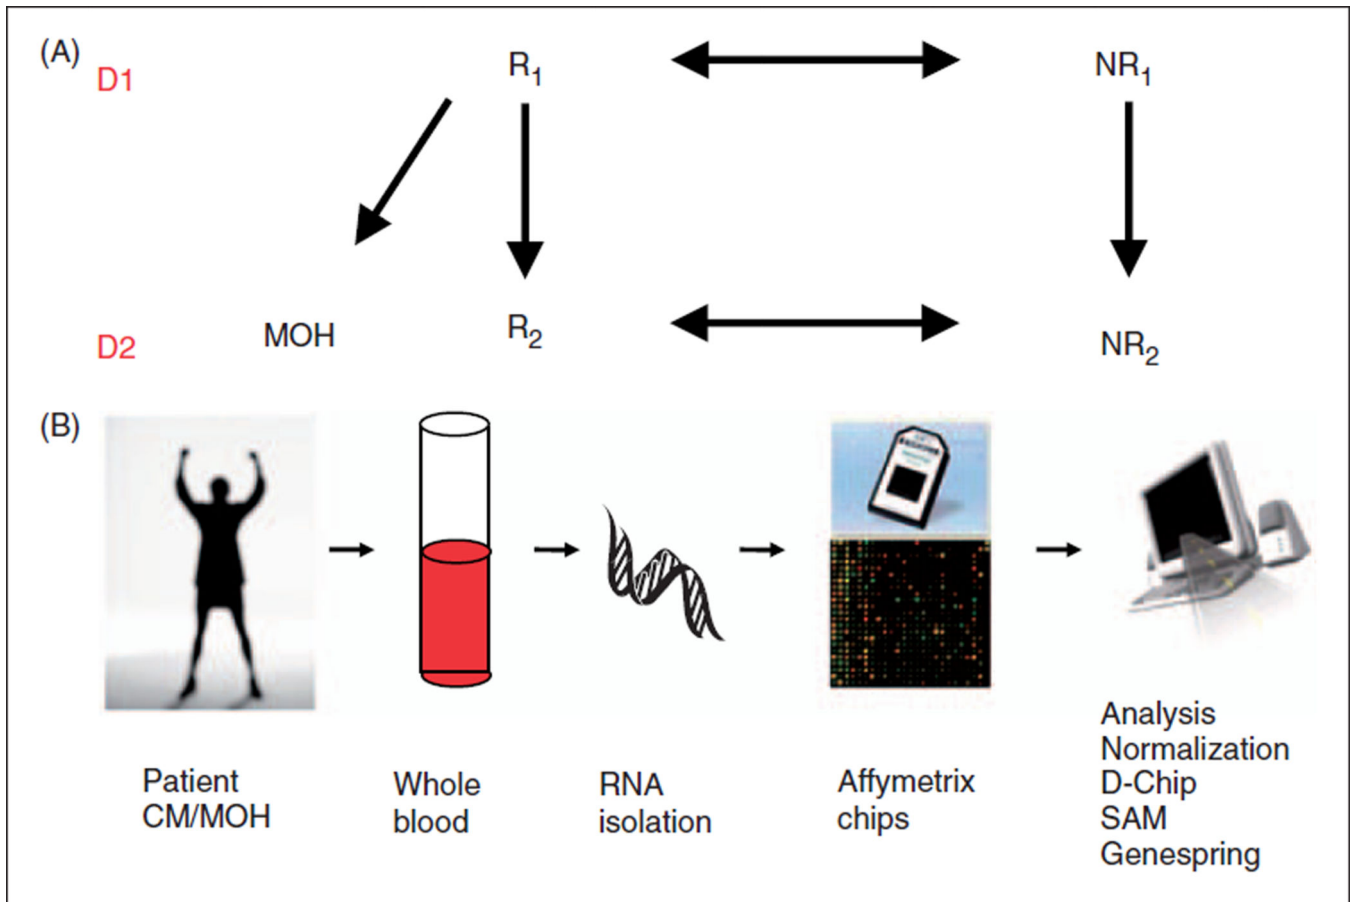 (A)
D1
R1
NR1
D2
MOH
R2
NR2
(B)
Patient
CM/MOH
Whole
blood
RNA
isolation
Affymetrix
chips
Analysis
Normalization
D-Chip
SAM
Genespring